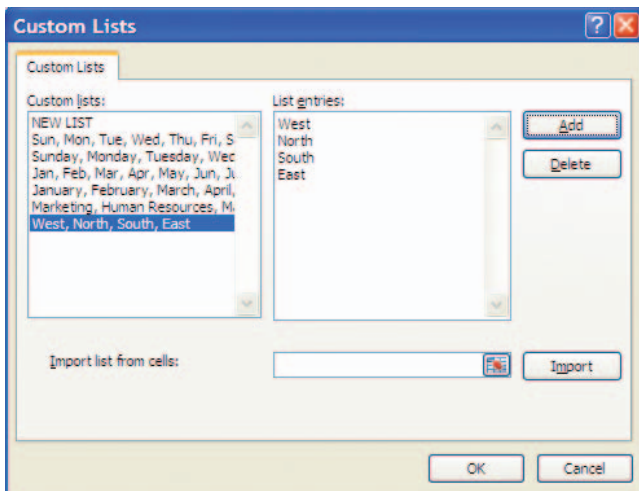 Custom Lists
Custom Lists
Custom lists:
NEW LIST
Sun, Mon, Tue, Wed, Thu, Fri, S
Sunday, Monday, Tuesday, Wed
Jan, Feb, Mar, Apr, May, Jun, Ju
January, February, March, April,
Marketing, Human Resources, M
West, North, South, East
List entries:
West
North
South
East
Add
Delete
Import list from cells:
Import
OK
Cancel